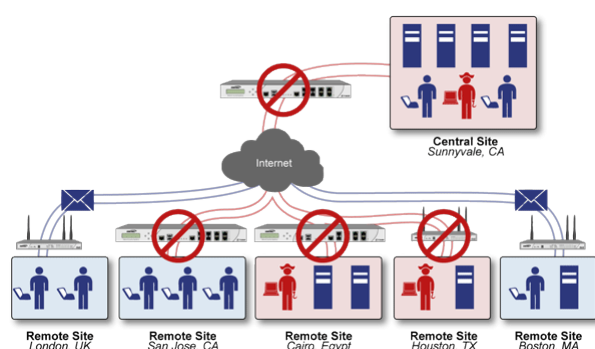 Central Site
Sunnyvale, CA
Internet
Remote Site
London, UK
Remote Site
San Jose, CA
Remote Site
Cairo, Egypt
Remote Site
Houston, TX
Remote Site
Boston, MA